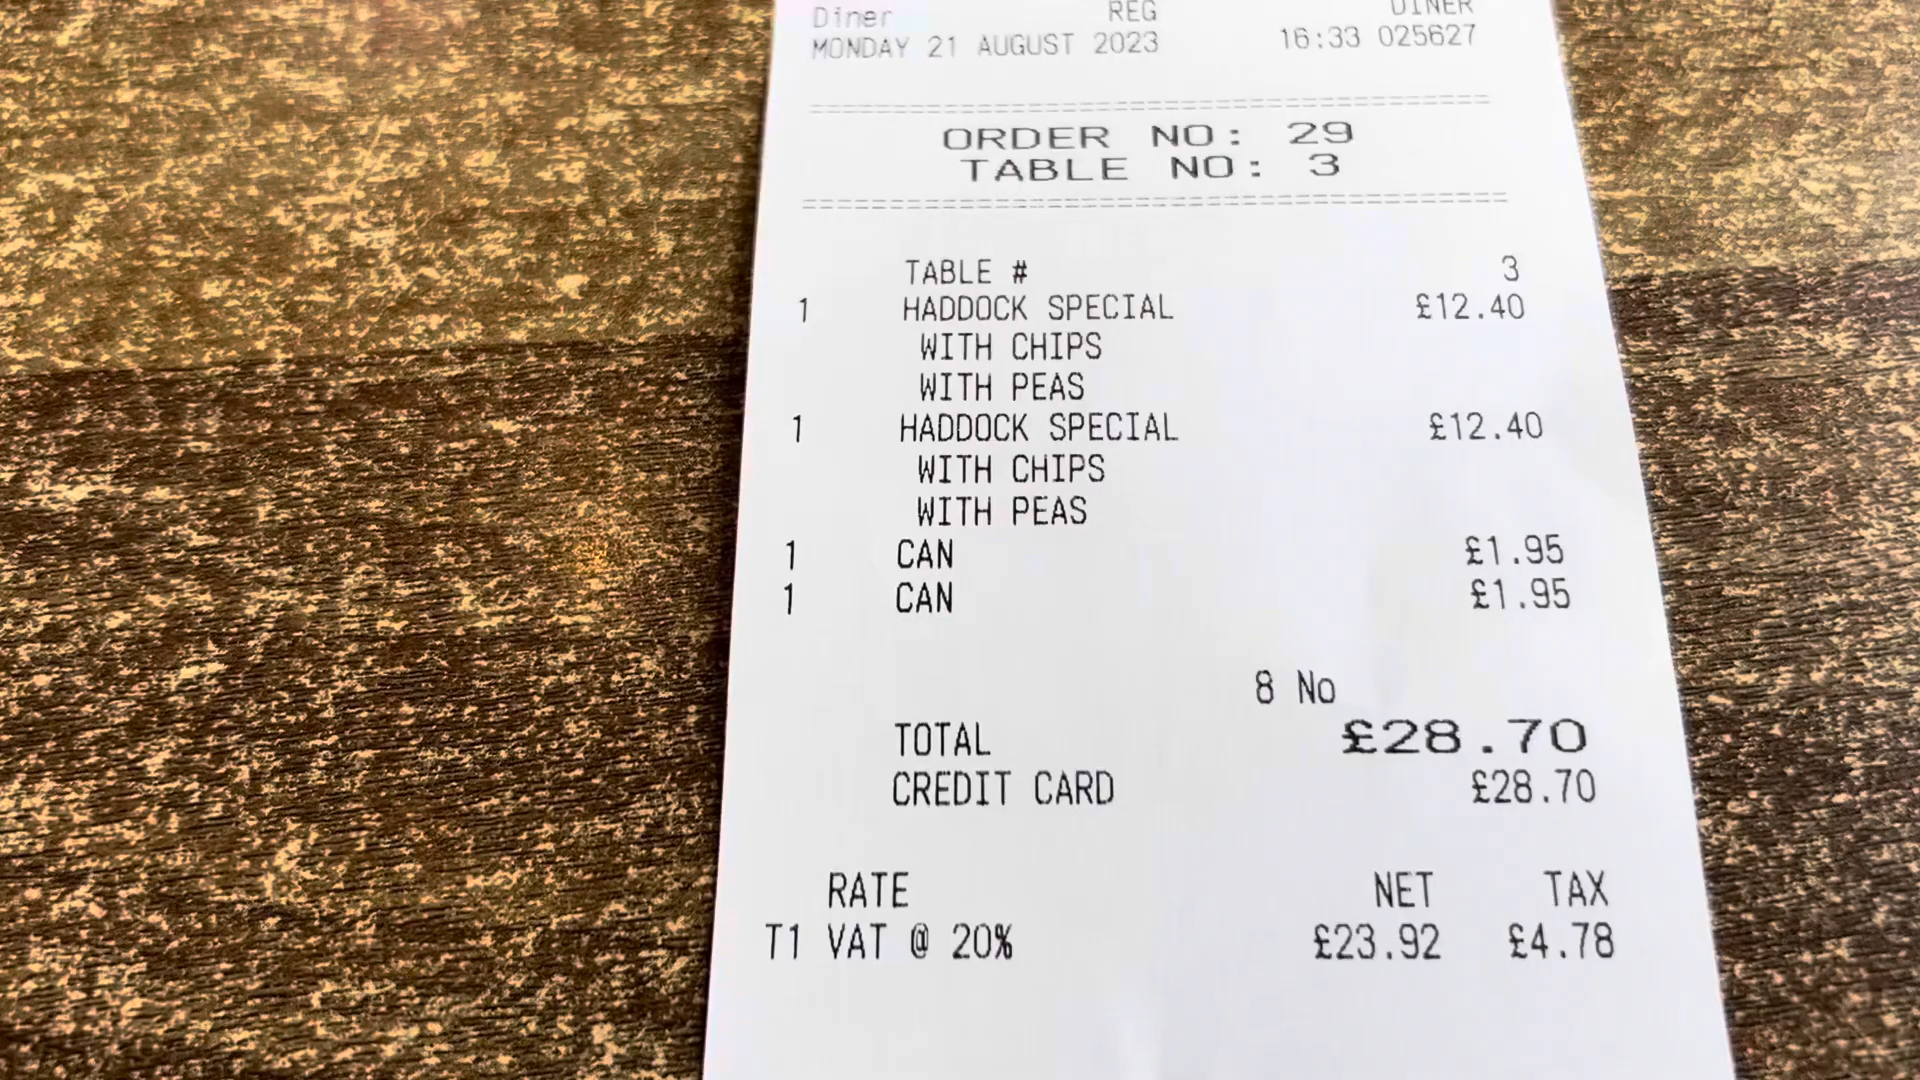 Diner REG DINER
MONDAY 21 AUGUST 2023 16:33 025627
ORDER NO: 29
TABLE NO: 3
TABLE # 3
1 HADDOCK SPECIAL £12.40
WITH CHIPS
WITH PEAS
1 HADDOCK SPECIAL £12.40
WITH CHIPS
WITH PEAS
1 CAN £1.95
1 CAN £1.95
8 No
TOTAL £28.70
CREDIT CARD £28.70
RATE NET TAX
T1 VAT @ 20% £23.92 £4.78